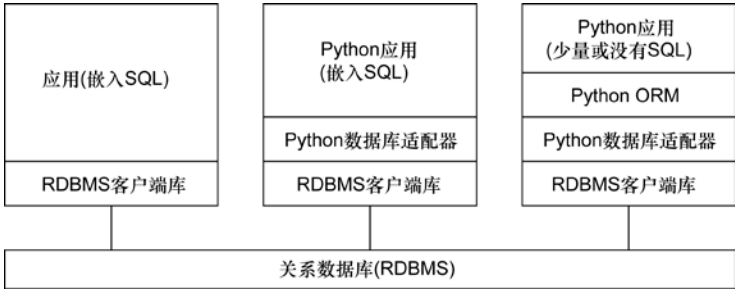 应用(嵌入SQL)
RDBMS客户端库
Python应用
(嵌入SQL)
Python数据库适配器
RDBMS客户端库
Python应用
(少量或没有SQL)
Python ORM
Python数据库适配器
RDBMS客户端库
关系数据库(RDBMS)